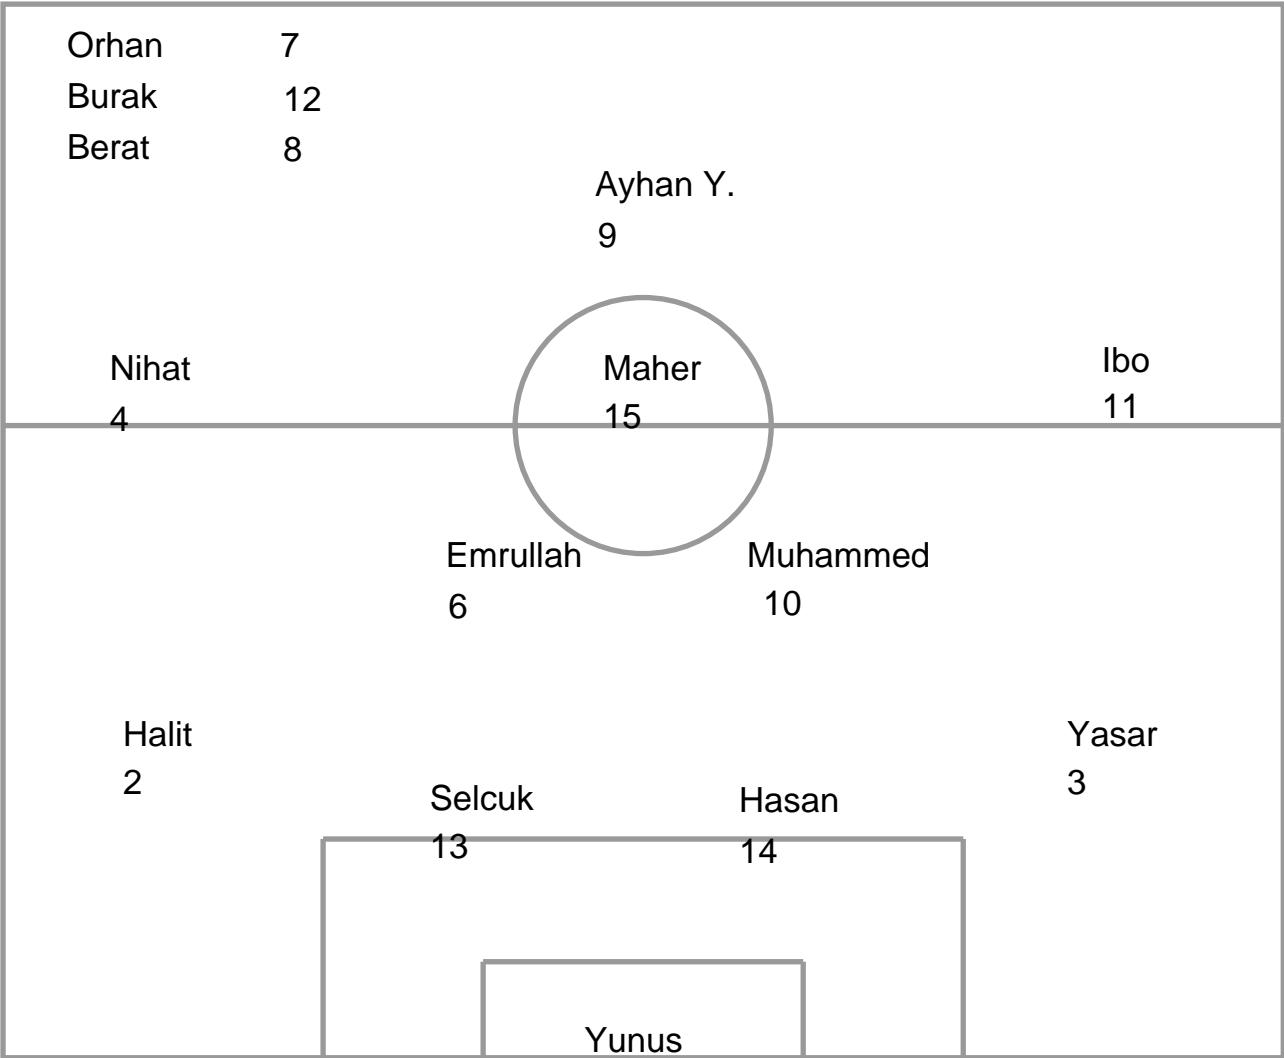 Orhan 7
Burak 12
Berat 8
Ayhan Y.
9
Nihat
4
Maher
15
Ibo
11
Emrullah
6
Muhammed
10
Halit
2
Yasar
3
Selcuk
13
Hasan
14
Yunus